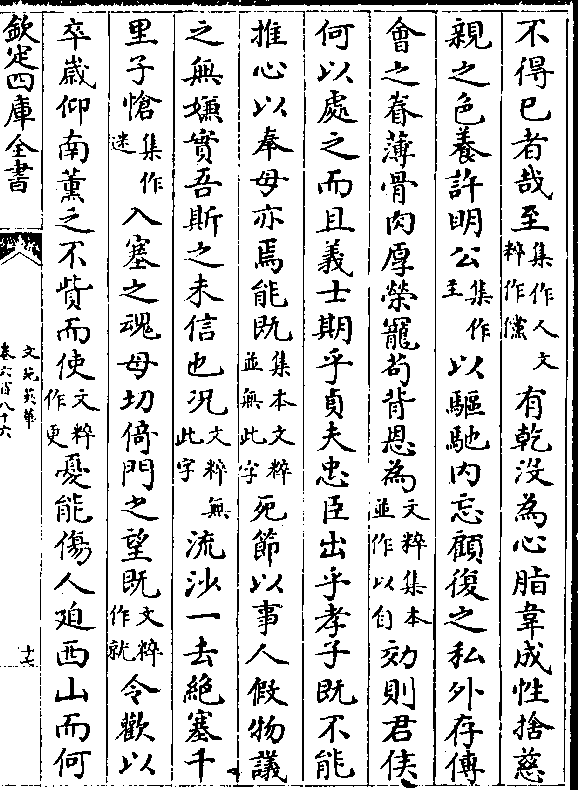 不得已者哉至集作人文粹作儻有乾没為心脂韋成性捨慈
親之色養許明公集作至以驅馳内忘顧復之私外存傅
會之眷薄骨肉厚榮寵苟背恩為文粹集本並作以自効則君侯
何以處之而且義士期乎貞夫忠臣出乎孝子既不能
推心以奉母亦焉能既集本文粹並無此字死節以事人假物議
之無嫌實吾斯之未信也况文粹無此字流沙一去絶塞千
里子愴集作迷入塞之魂母切倚門之望既文粹作就令歡以
卒歲仰南薰之不貲而使文粹作更憂能傷人廹西山而何
欽定四庫全書
文苑英華
卷六百八十六
十七